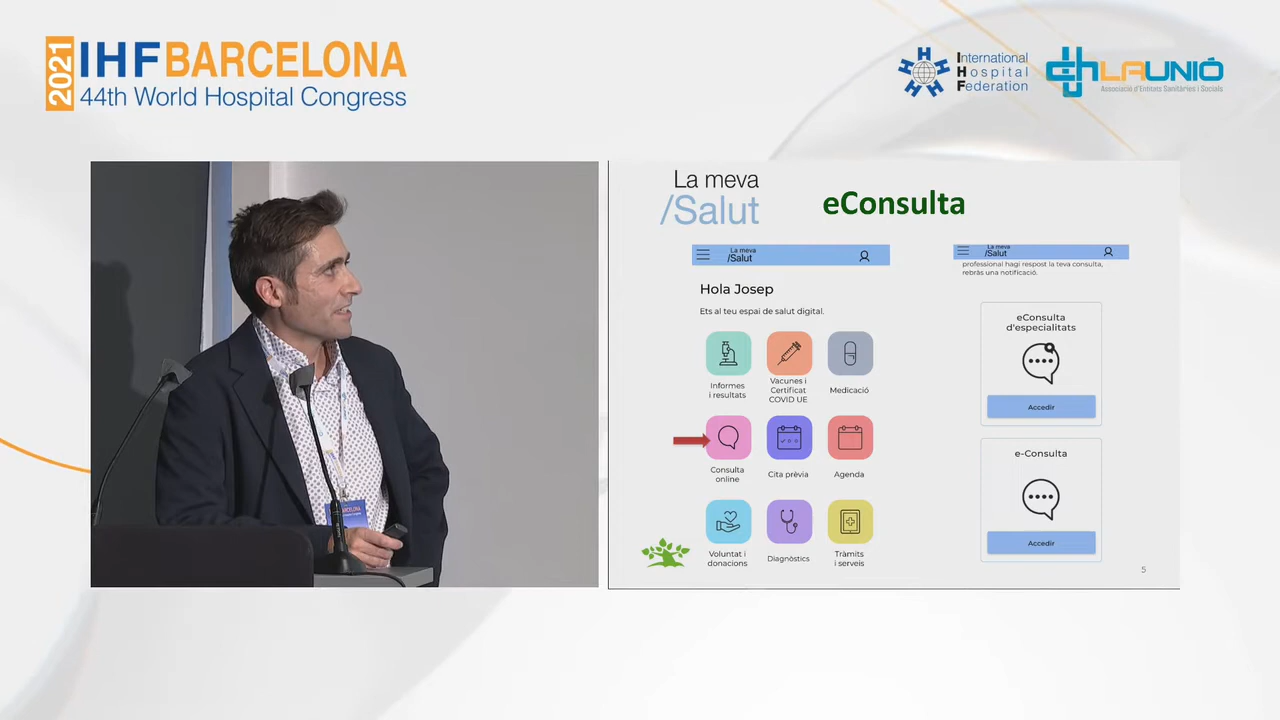 2021
IHFBARCELONA
44th World Hospital Congress
International
Hospital
Federation
LAUNIÓ
Associació d'Entitats Sanitàries i Socials
BARCELONA
La meva
/Salut
eConsulta
La meva
/Salut
Hola Josep
Ets al teu espai de salut digital.
Informes
i resultats
Vacunes i
Certificat
COVID UE
Medicació
Consulta
online
Cita prèvia
Agenda
Voluntat i
donacions
Diagnòstics
Tràmits
i serveis
La meva
/Salut
professional hagi respost la teva consulta,
rebràs una notificació.
eConsulta
d'especialitats
Accedir
e-Consulta
Accedir
5